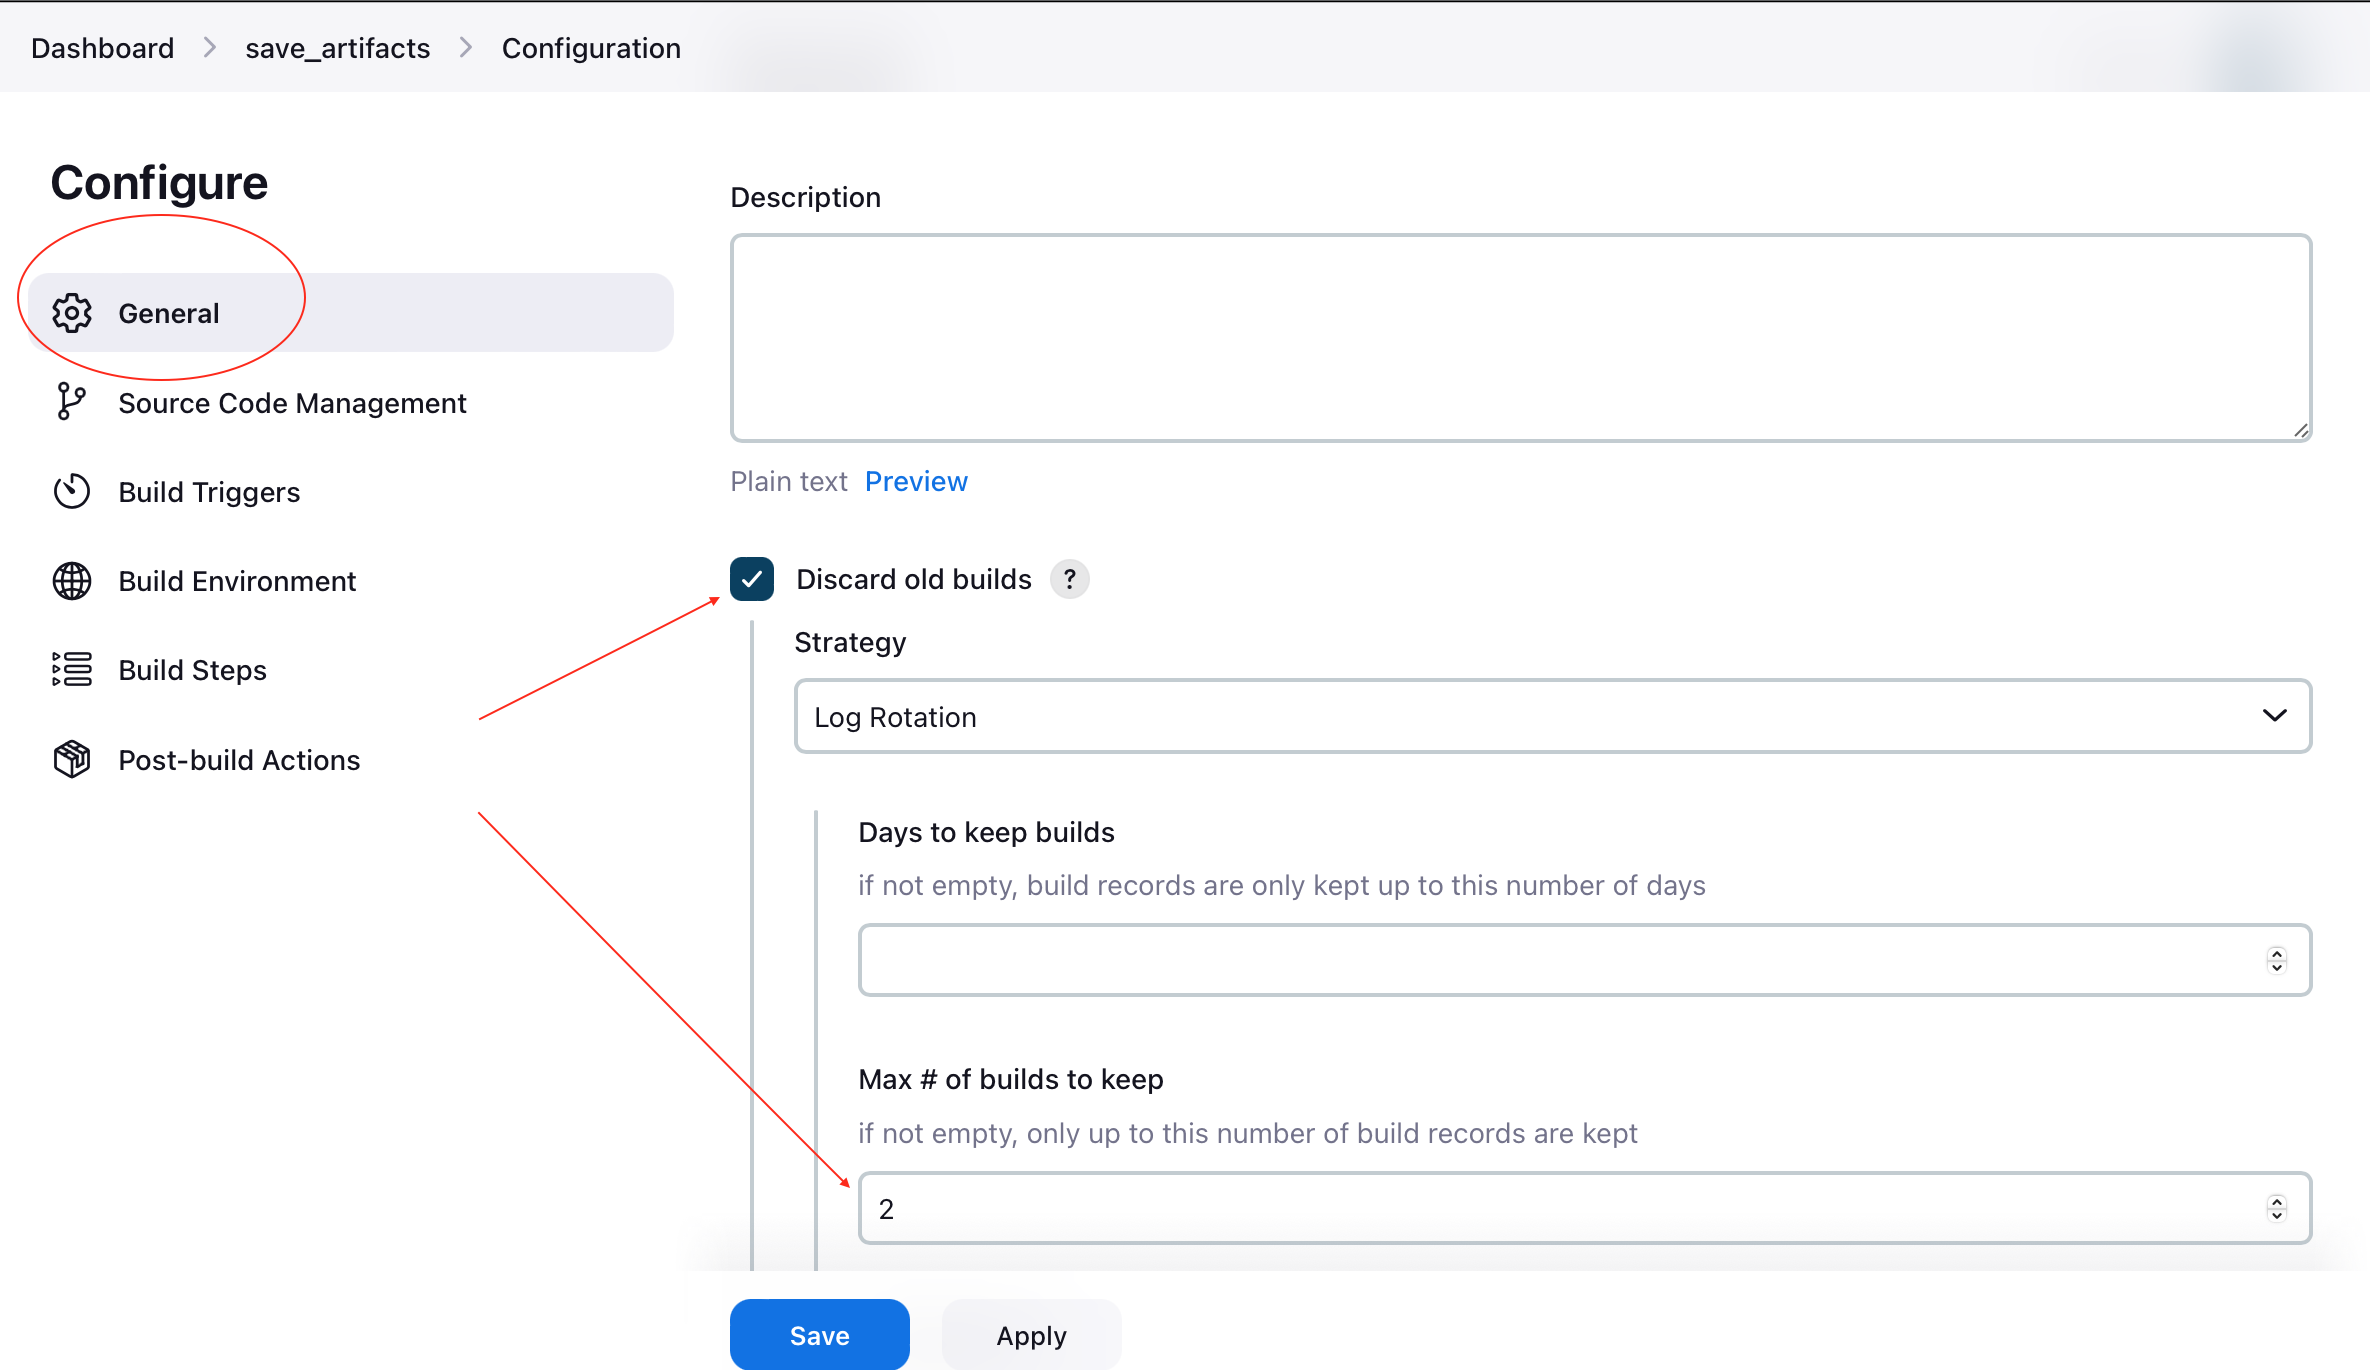 Dashboard > save_artifacts > Configuration
Configure
General
Source Code Management
Build Triggers
Build Environment
Build Steps
Post-build Actions
Description
Plain text Preview
Discard old builds ?
Strategy
Log Rotation
Days to keep builds
if not empty, build records are only kept up to this number of days
Max # of builds to keep
if not empty, only up to this number of build records are kept
2
Save Apply